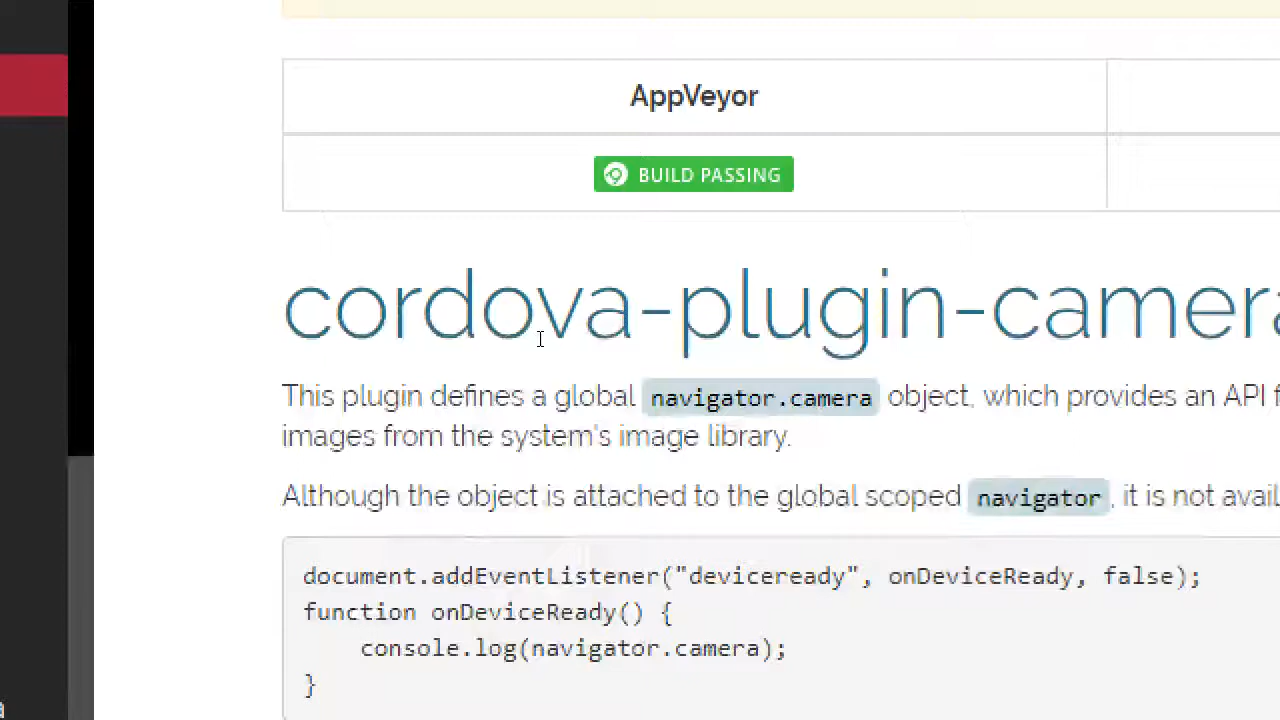 AppVeyor
BUILD PASSING
cordova-plugin-camera
This plugin defines a global navigator.camera object, which provides an API
images from the system's image library.
Although the object is attached to the global scoped navigator, it is not
document.addEventListener("deviceready", onDeviceReady, false);
function onDeviceReady() {
    console.log(navigator.camera);
}